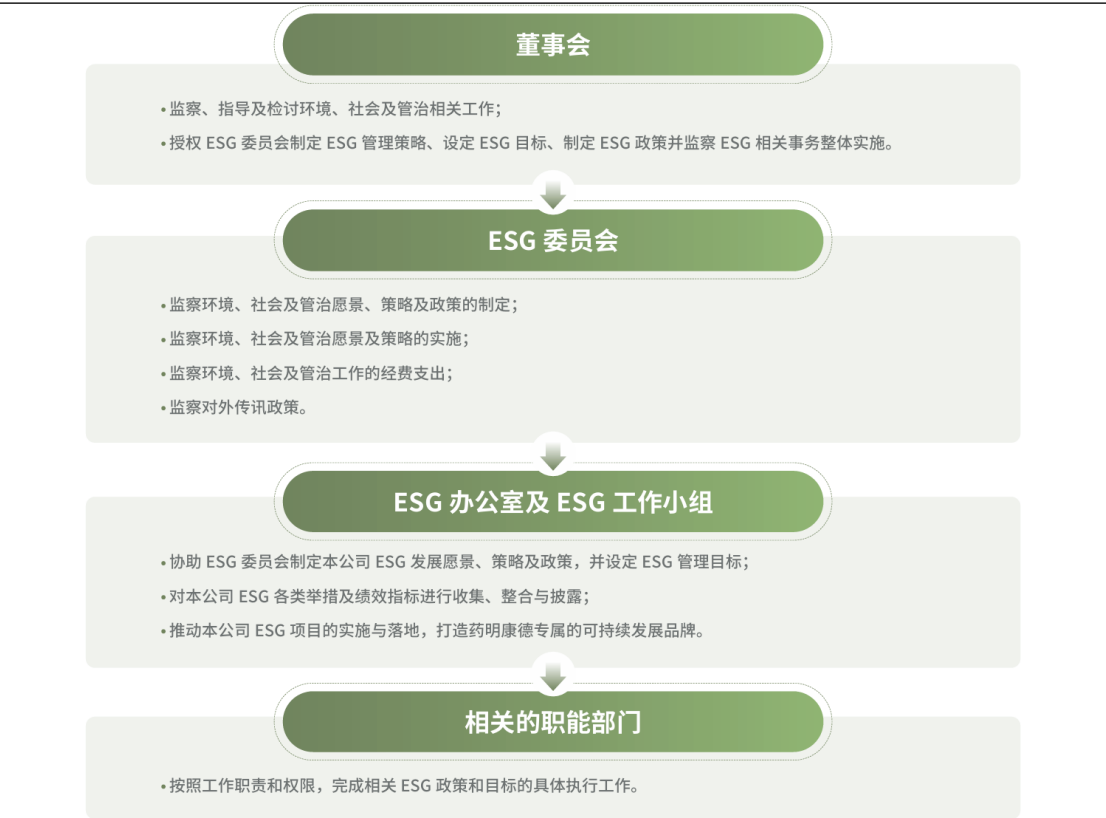 董事会
•监察、指导及检讨环境、社会及管治相关工作；
•授权 ESG 委员会制定 ESG 管理策略、设定 ESG 目标、制定 ESG 政策并监察 ESG 相关事务整体实施。
ESG 委员会
•监察环境、社会及管治愿景、策略及政策的制定；
•监察环境、社会及管治愿景及策略的实施；
•监察环境、社会及管治工作的经费支出；
•监察对外传讯政策。
ESG 办公室及 ESG 工作小组
•协助 ESG 委员会制定本公司 ESG 发展愿景、策略及政策，并设定 ESG 管理目标；
•对本公司 ESG 各类举措及绩效指标进行收集、整合与披露；
•推动本公司 ESG 项目的实施与落地，打造药明康德专属的可持续发展品牌。
相关的职能部门
•按照工作职责和权限，完成相关 ESG 政策和目标的具体执行工作。